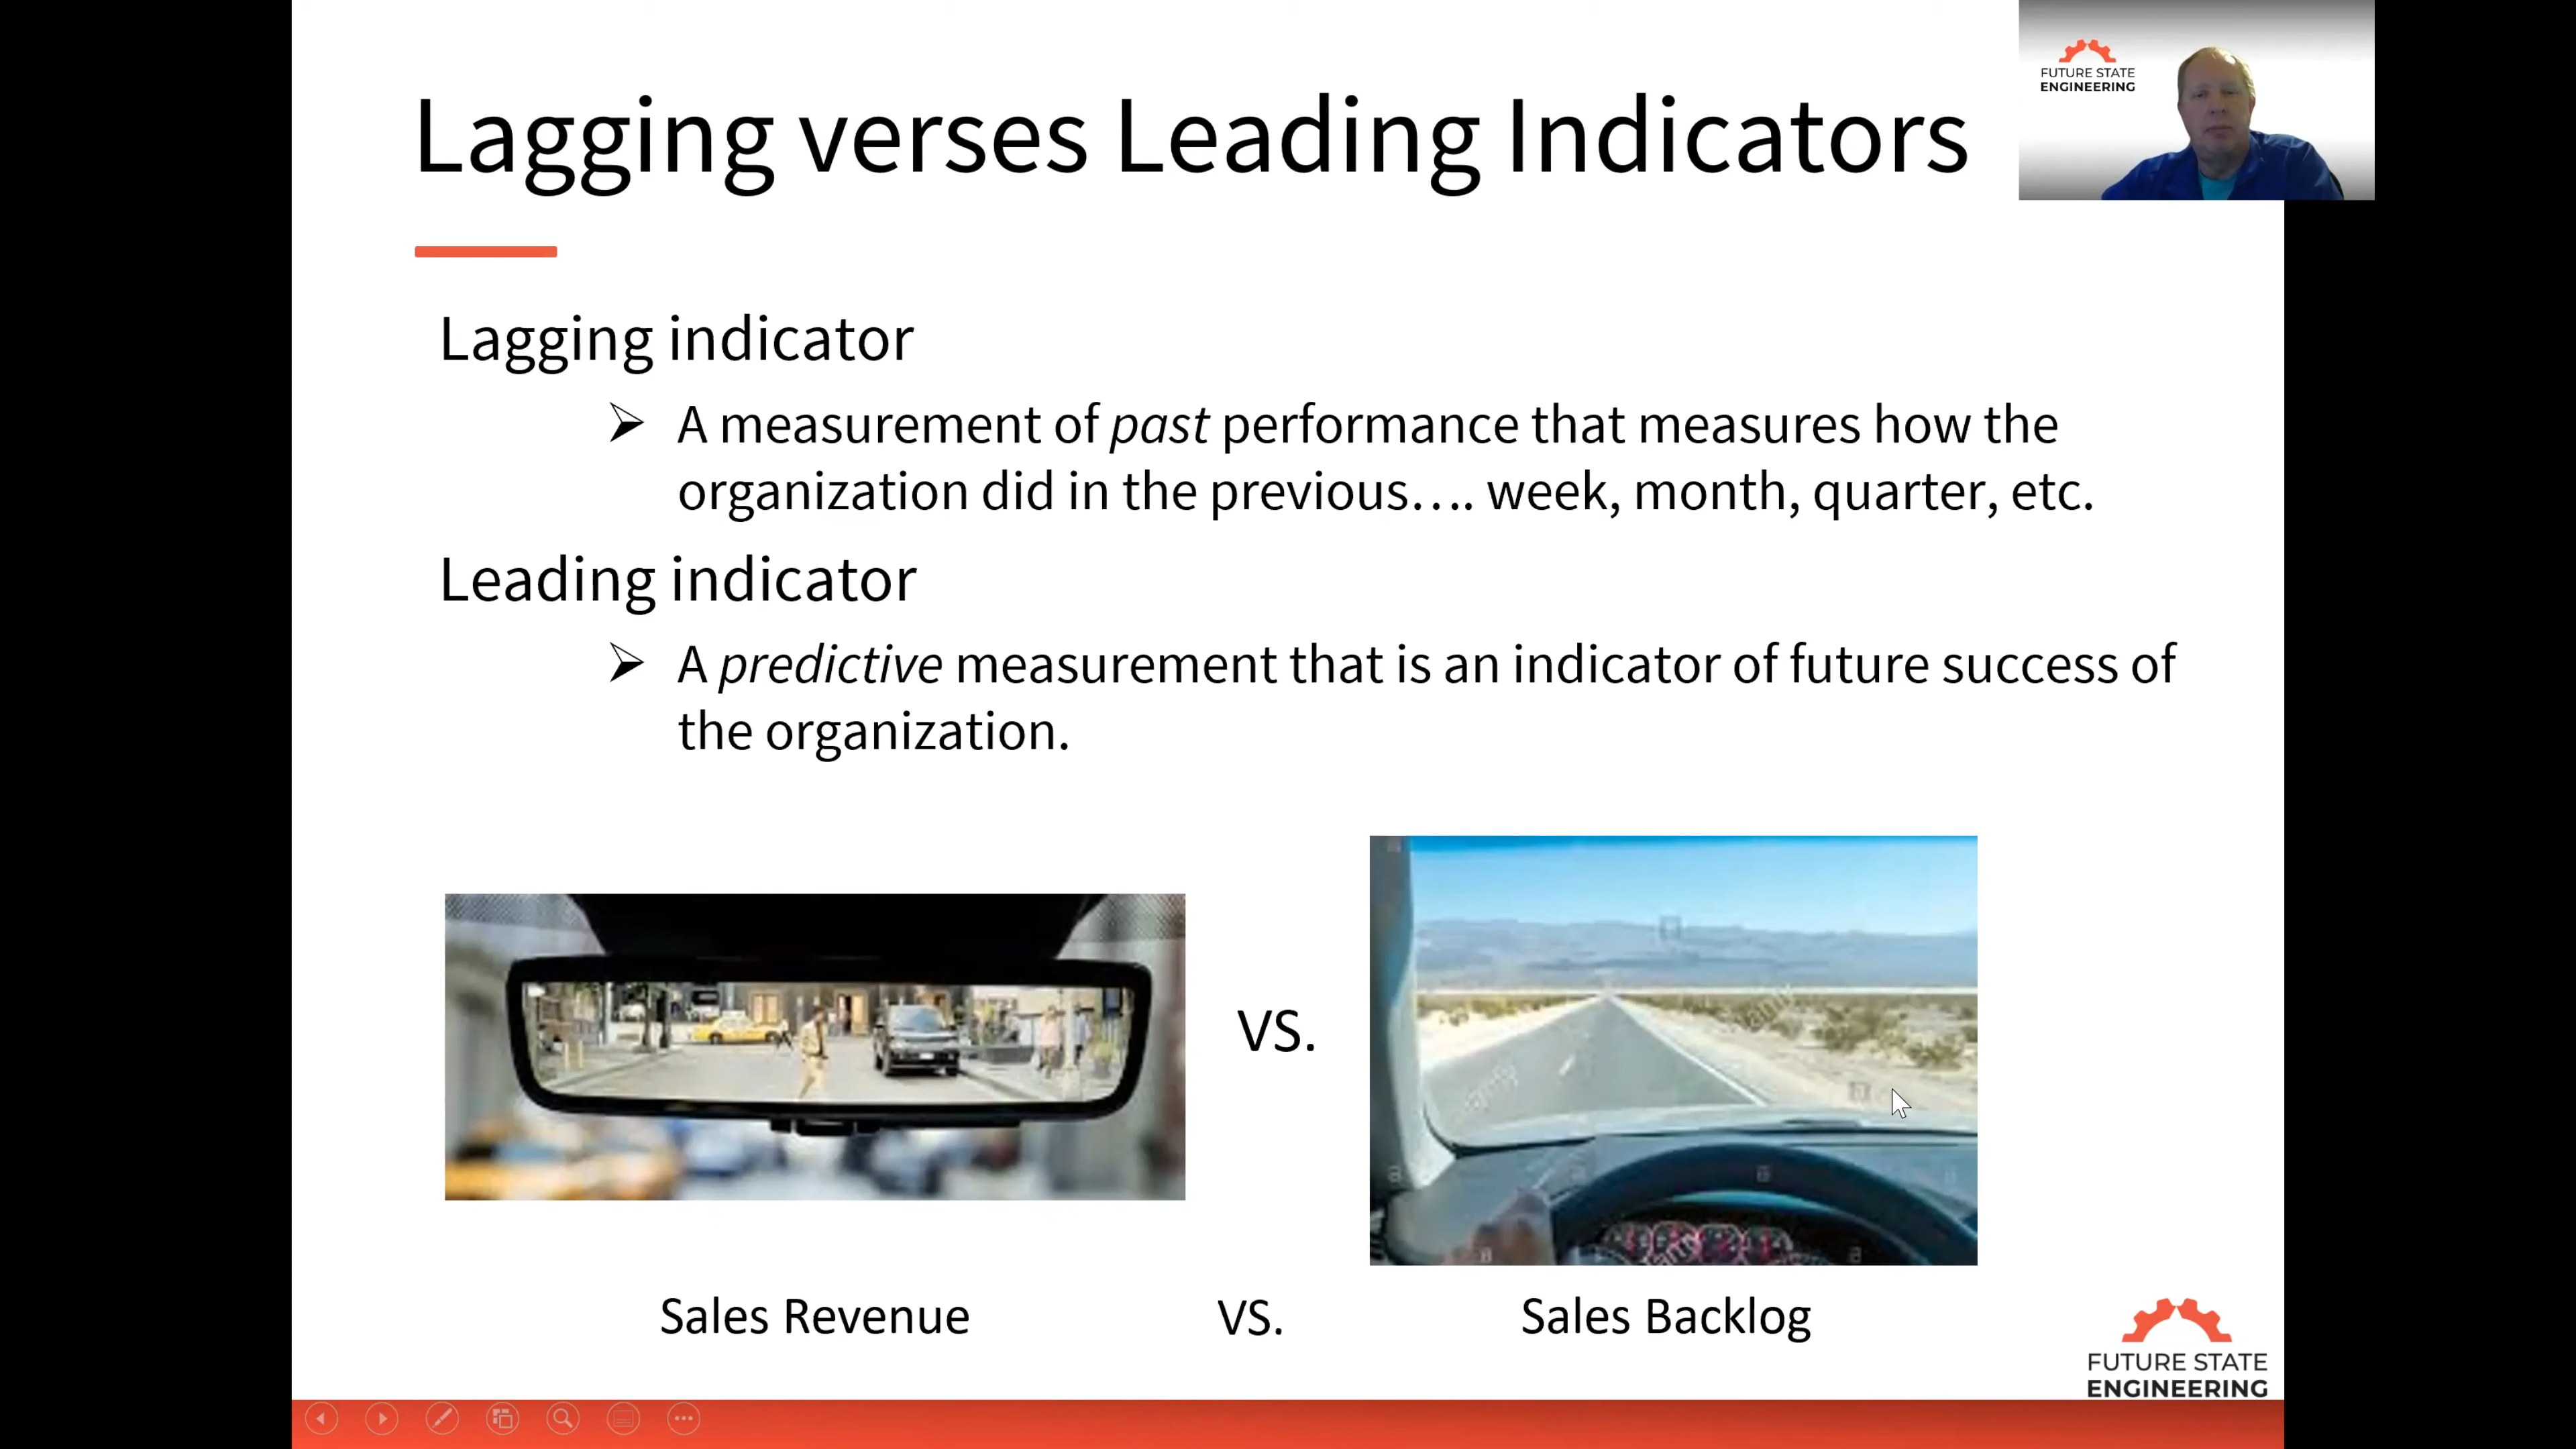 Lagging verses Leading Indicators
FUTURE STATE
ENGINEERING
Lagging indicator
➢ A measurement of past performance that measures how the
organization did in the previous…. week, month, quarter, etc.
Leading indicator
➢ A predictive measurement that is an indicator of future success of
the organization.
VS.
a
a
a
a
a
Sales Revenue
VS.
Sales Backlog
FUTURE STATE
ENGINEERING